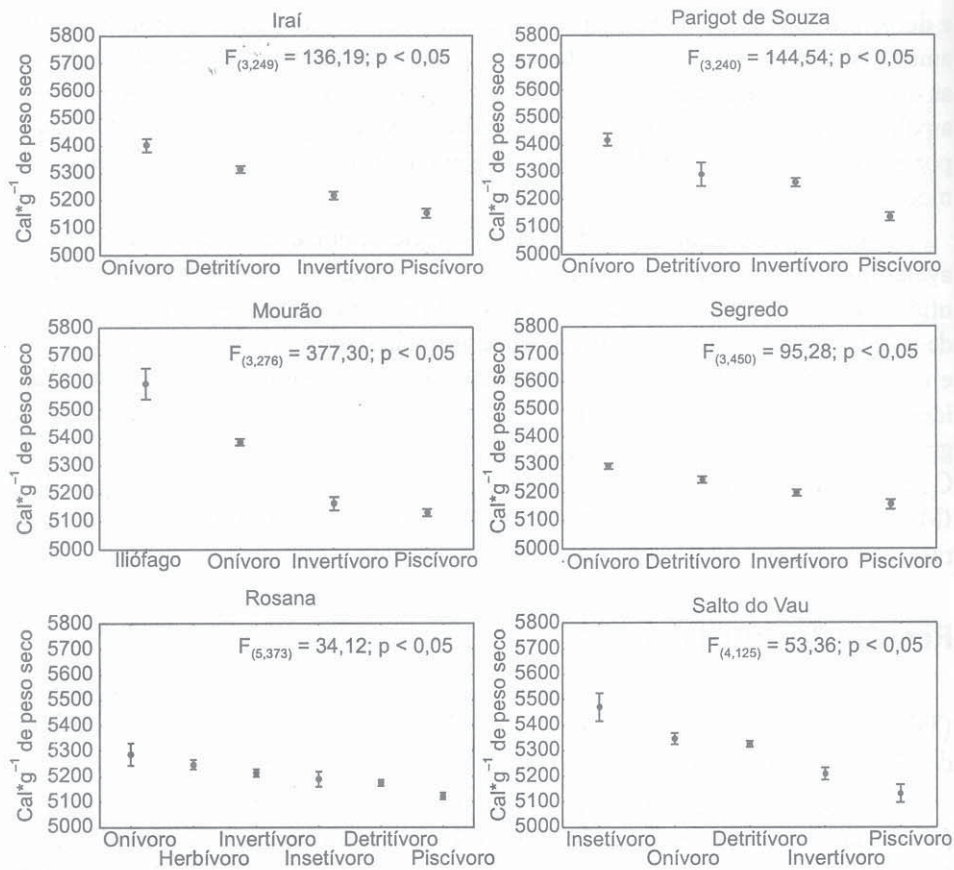 Iraí
Cal*g⁻¹ de peso seco
5800
5700
5600
5500
5400
5300
5200
5100
5000
F(3,249) = 136,19; p < 0,05
Onívoro Detritívoro Invertívoro Piscívoro
Parigot de Souza
Cal*g⁻¹ de peso seco
5800
5700
5600
5500
5400
5300
5200
5100
5000
F(3,240) = 144,54; p < 0,05
Onívoro Detritívoro Invertívoro Piscívoro
Mourão
Cal*g⁻¹ de peso seco
5800
5700
5600
5500
5400
5300
5200
5100
5000
F(3,276) = 377,30; p < 0,05
Iliófago Onívoro Invertívoro Piscívoro
Segredo
Cal*g⁻¹ de peso seco
5800
5700
5600
5500
5400
5300
5200
5100
5000
F(3,450) = 95,28; p < 0,05
Onívoro Detritívoro Invertívoro Piscívoro
Rosana
Cal*g⁻¹ de peso seco
5800
5700
5600
5500
5400
5300
5200
5100
5000
F(5,373) = 34,12; p < 0,05
Onívoro Invertívoro Detritívoro
Herbívoro Insetívoro Piscívoro
Salto do Vau
Cal*g⁻¹ de peso seco
5800
5700
5600
5500
5400
5300
5200
5100
5000
F(4,125) = 53,36; p < 0,05
Insetívoro Detritívoro Piscívoro
Onívoro Invertívoro